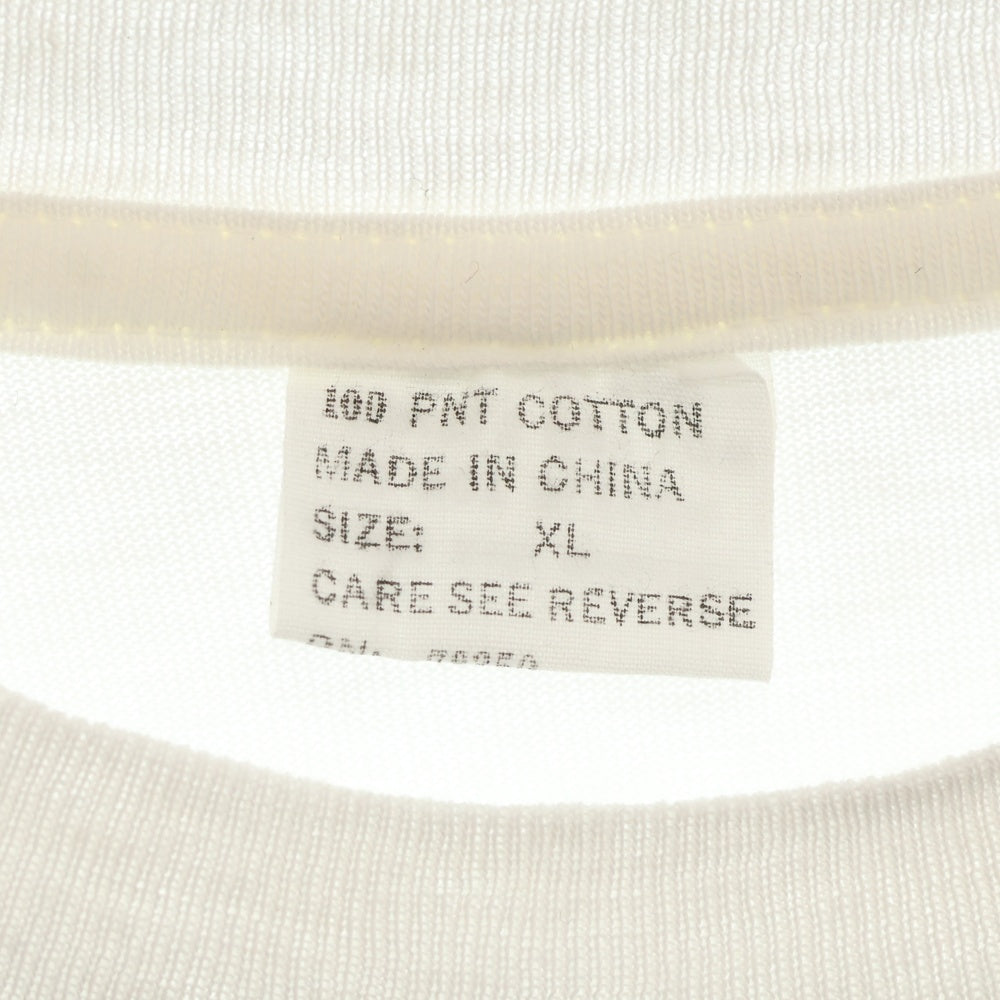 100 PNT COTTON
MADE IN CHINA
SIZE: XL
CARE SEE REVERSE